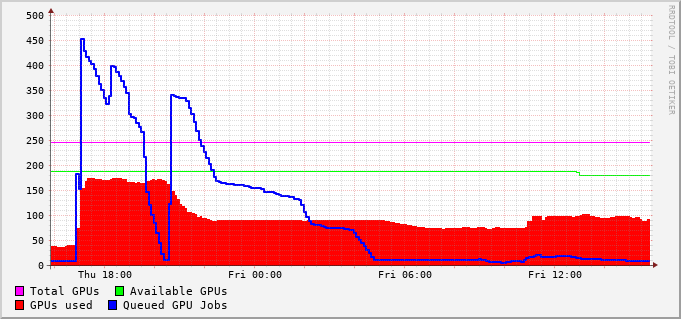 500
450
400
350
300
250
200
150
100
50
0
Thu 18:00 Fri 00:00 Fri 06:00 Fri 12:00
Total GPUs Available GPUs
GPUs used Queued GPU Jobs
RRDTOOL / TOBI OETIKER